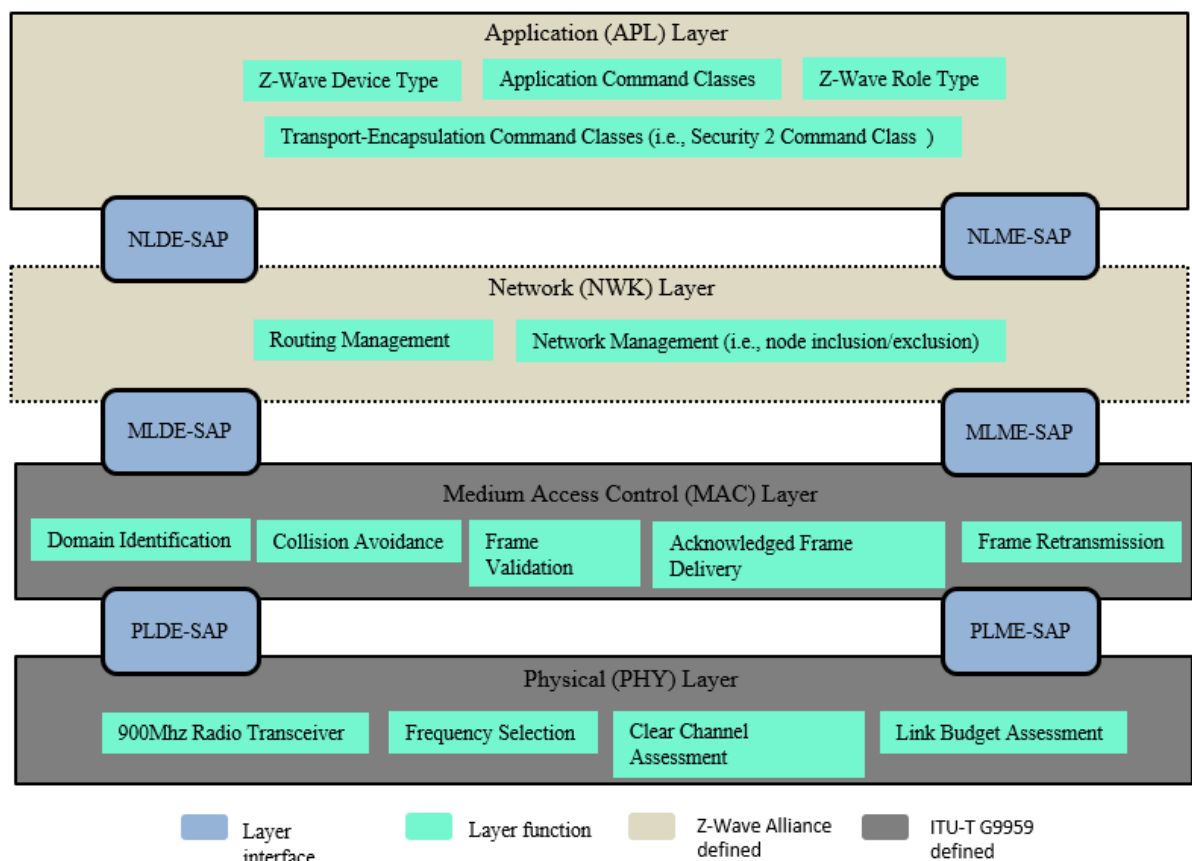 Application (APL) Layer
Z-Wave Device Type
Application Command Classes
Z-Wave Role Type
Transport-Encapsulation Command Classes (i.e., Security 2 Command Class )
NLDE-SAP
NLME-SAP
Network (NWK) Layer
Routing Management
Network Management (i.e., node inclusion/exclusion)
MLDE-SAP
MLME-SAP
Medium Access Control (MAC) Layer
Domain Identification
Collision Avoidance
Frame
Validation
Acknowledged Frame
Delivery
Frame Retransmission
PLDE-SAP
PLME-SAP
Physical (PHY) Layer
900Mhz Radio Transceiver
Frequency Selection
Clear Channel
Assessment
Link Budget Assessment
Layer
interface
Layer function
Z-Wave Alliance
defined
ITU-T G9959
defined